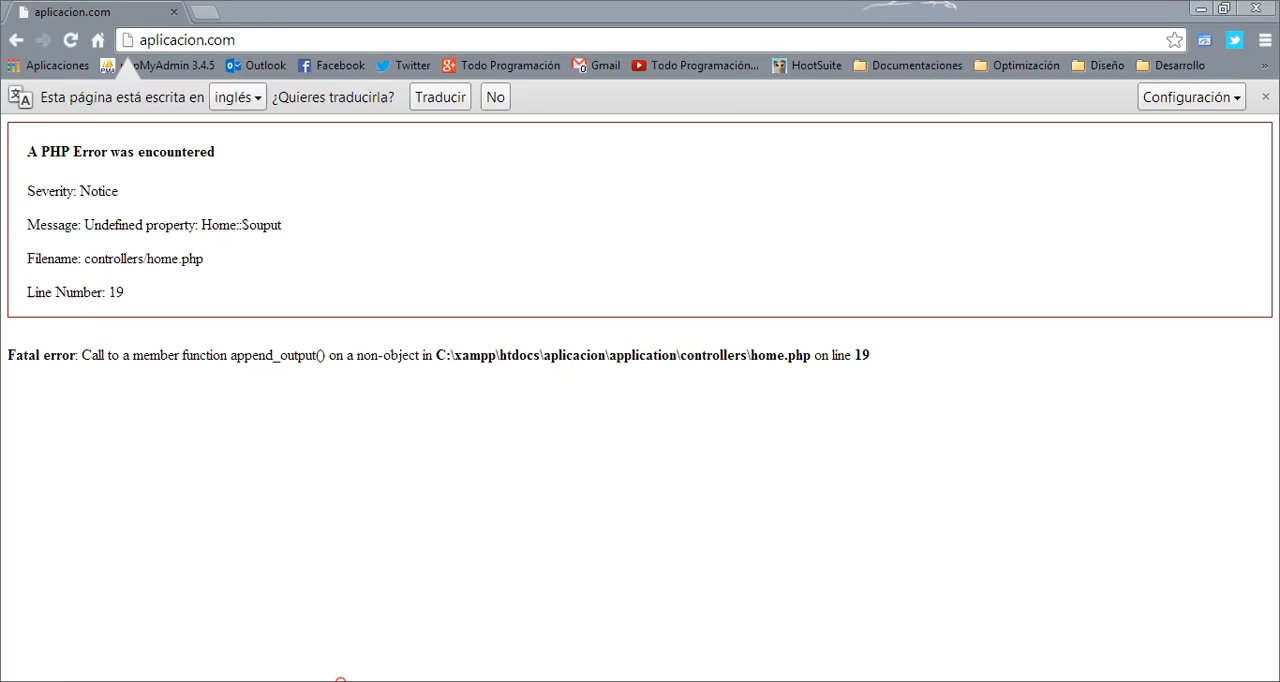 aplicacion.com
aplicacion.com
Aplicaciones MyAdmin 3.4.5 Outlook Facebook Twitter Todo Programación Gmail Todo Programación... HootSuite Documentaciones Optimización Diseño Desarrollo »
Esta página está escrita en inglés ¿Quieres traducirla? Traducir No Configuración
A PHP Error was encountered
Severity: Notice
Message: Undefined property: Home::$ouput
Filename: controllers/home.php
Line Number: 19
Fatal error: Call to a member function append_output() on a non-object in C:\xampp\htdocs\aplicacion\application\controllers\home.php on line 19